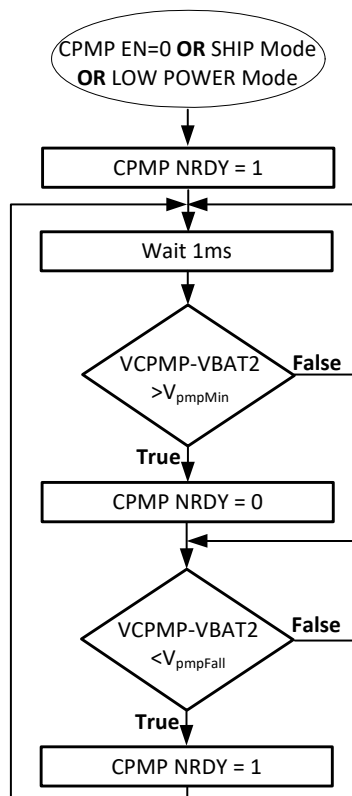 CPMP EN=0 OR SHIP Mode
OR LOW POWER Mode
CPMP NRDY = 1
Wait 1ms
VCPMP-VBAT2
>VpmpMin
False
True
CPMP NRDY = 0
VCPMP-VBAT2
<VpmpFall
False
True
CPMP NRDY = 1